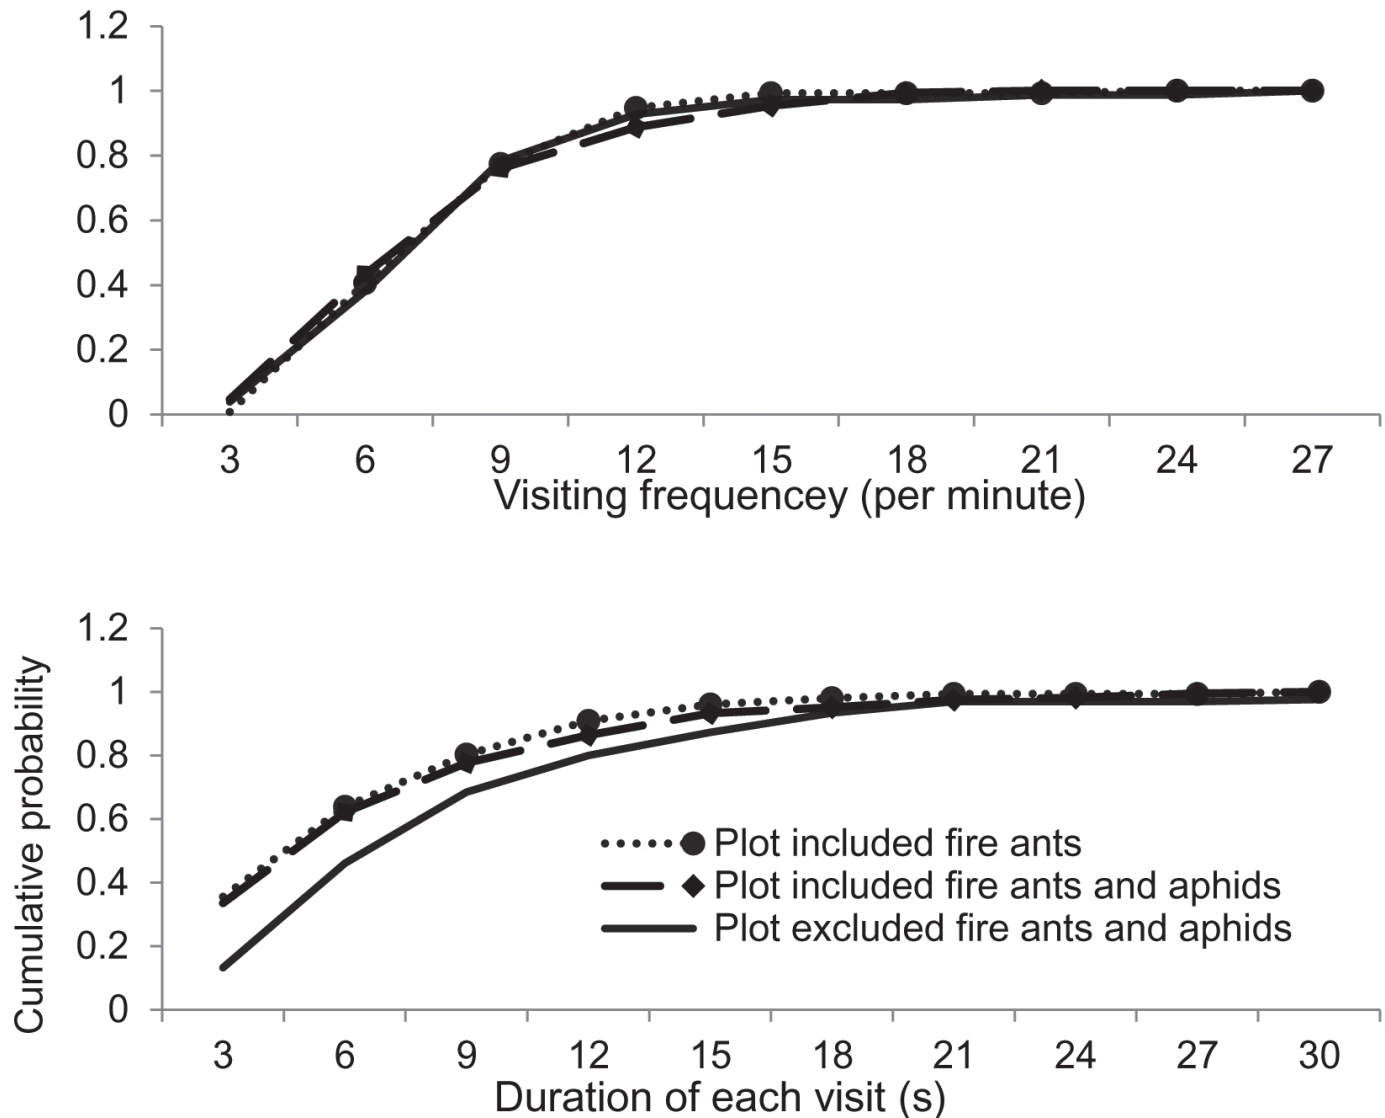 1.2
1
0.8
0.6
0.4
0.2
0
3 6 9 12 15 18 21 24 27
Visiting frequencey (per minute)
Cumulative probability
1.2
1
0.8
0.6
0.4
0.2
0
Plot included fire ants
Plot included fire ants and aphids
Plot excluded fire ants and aphids
3 6 9 12 15 18 21 24 27 30
Duration of each visit (s)